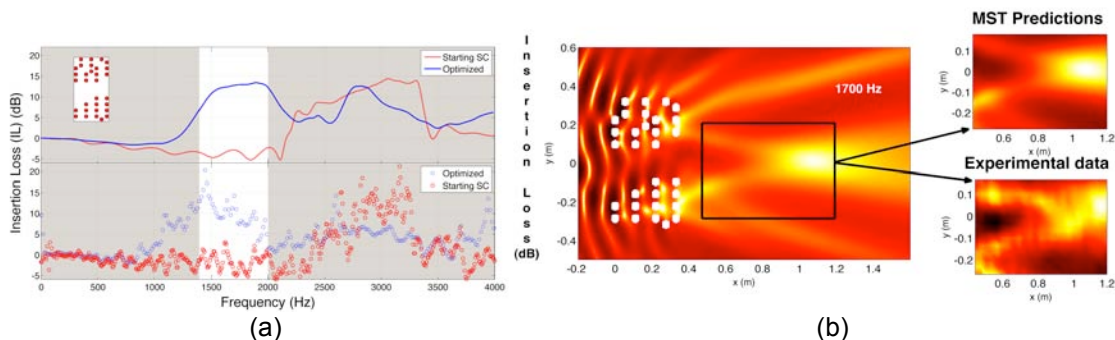 Starting SC
Optimized
20
15
10
5
0
-5
Optimized
Starting SC
20
15
10
5
0
-5
Insertion Loss (IL) (dB)
0
500
1000
1500
2000
2500
3000
3500
4000
Frequency (Hz)
(a)
Insertion Loss (dB)
1700 Hz
0.6
0.4
0.2
0
-0.2
-0.4
y (m)
-0.2
0
0.2
0.4
0.6
0.8
1
1.2
1.4
x (m)
(b)
MST Predictions
0.1
0
-0.1
-0.2
y (m)
0.6
0.8
1
1.2
x (m)
Experimental data
0.1
0
-0.1
-0.2
y (m)
0.6
0.8
1
1.2
x (m)